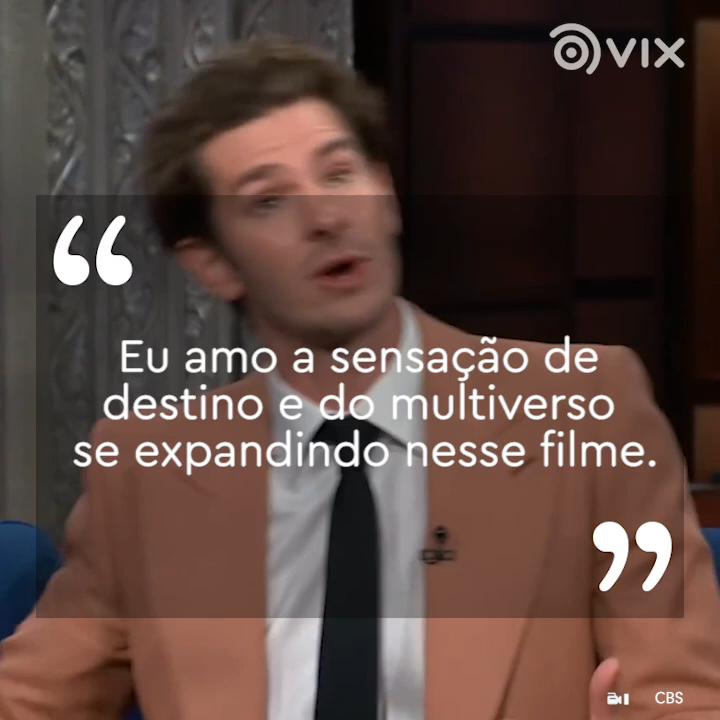 VIX
“
Eu amo a sensação de
destino e do multiverso
se expandindo nesse filme.
”
CBS